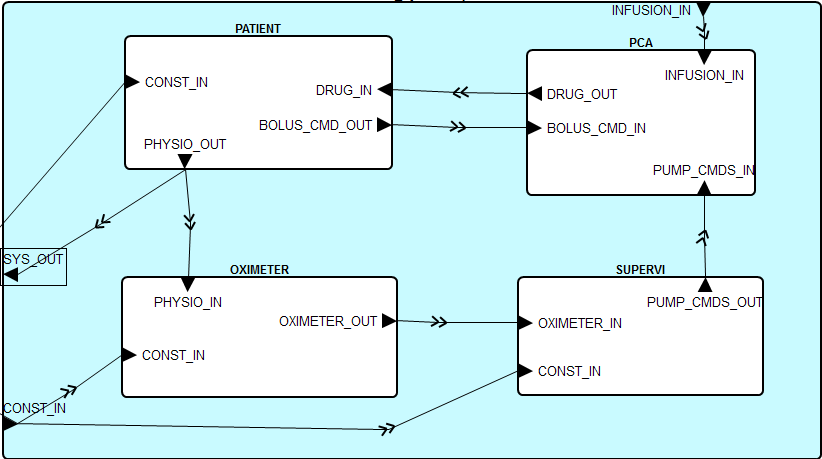 INFUSION_IN
PATIENT
PCA
CONST_IN
INFUSION_IN
DRUG_IN
DRUG_OUT
BOLUS_CMD_OUT
BOLUS_CMD_IN
PHYSIO_OUT
PUMP_CMDS_IN
SYS_OUT
OXIMETER
SUPERVI
PHYSIO_IN
PUMP_CMDS_OUT
OXIMETER_OUT
OXIMETER_IN
CONST_IN
CONST_IN
CONST_IN